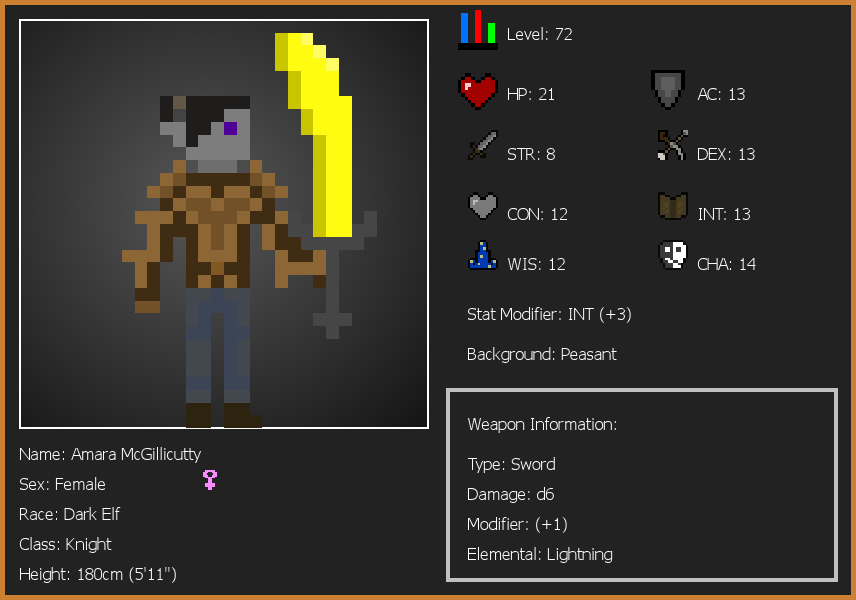 Level: 72
HP: 21
AC: 13
STR: 8
DEX: 13
CON: 12
INT: 13
WIS: 12
CHA: 14
Stat Modifier: INT (+3)
Background: Peasant
Weapon Information:
Type: Sword
Damage: d6
Modifier: (+1)
Elemental: Lightning
Name: Amara McGillicutty
Sex: Female
Race: Dark Elf
Class: Knight
Height: 180cm (5'11")